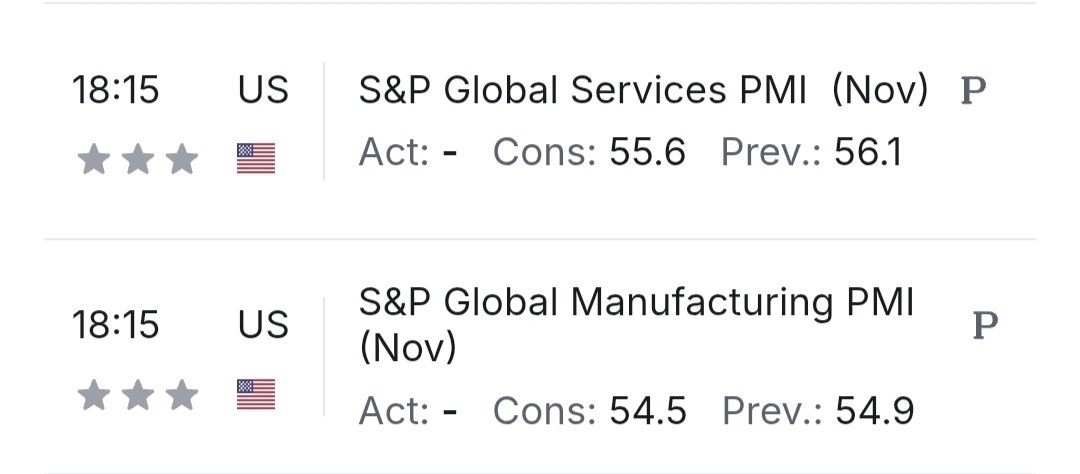 18:15 US S&P Global Services PMI (Nov) P
Act: - Cons: 55.6 Prev.: 56.1
18:15 US S&P Global Manufacturing PMI P
(Nov)
Act: - Cons: 54.5 Prev.: 54.9